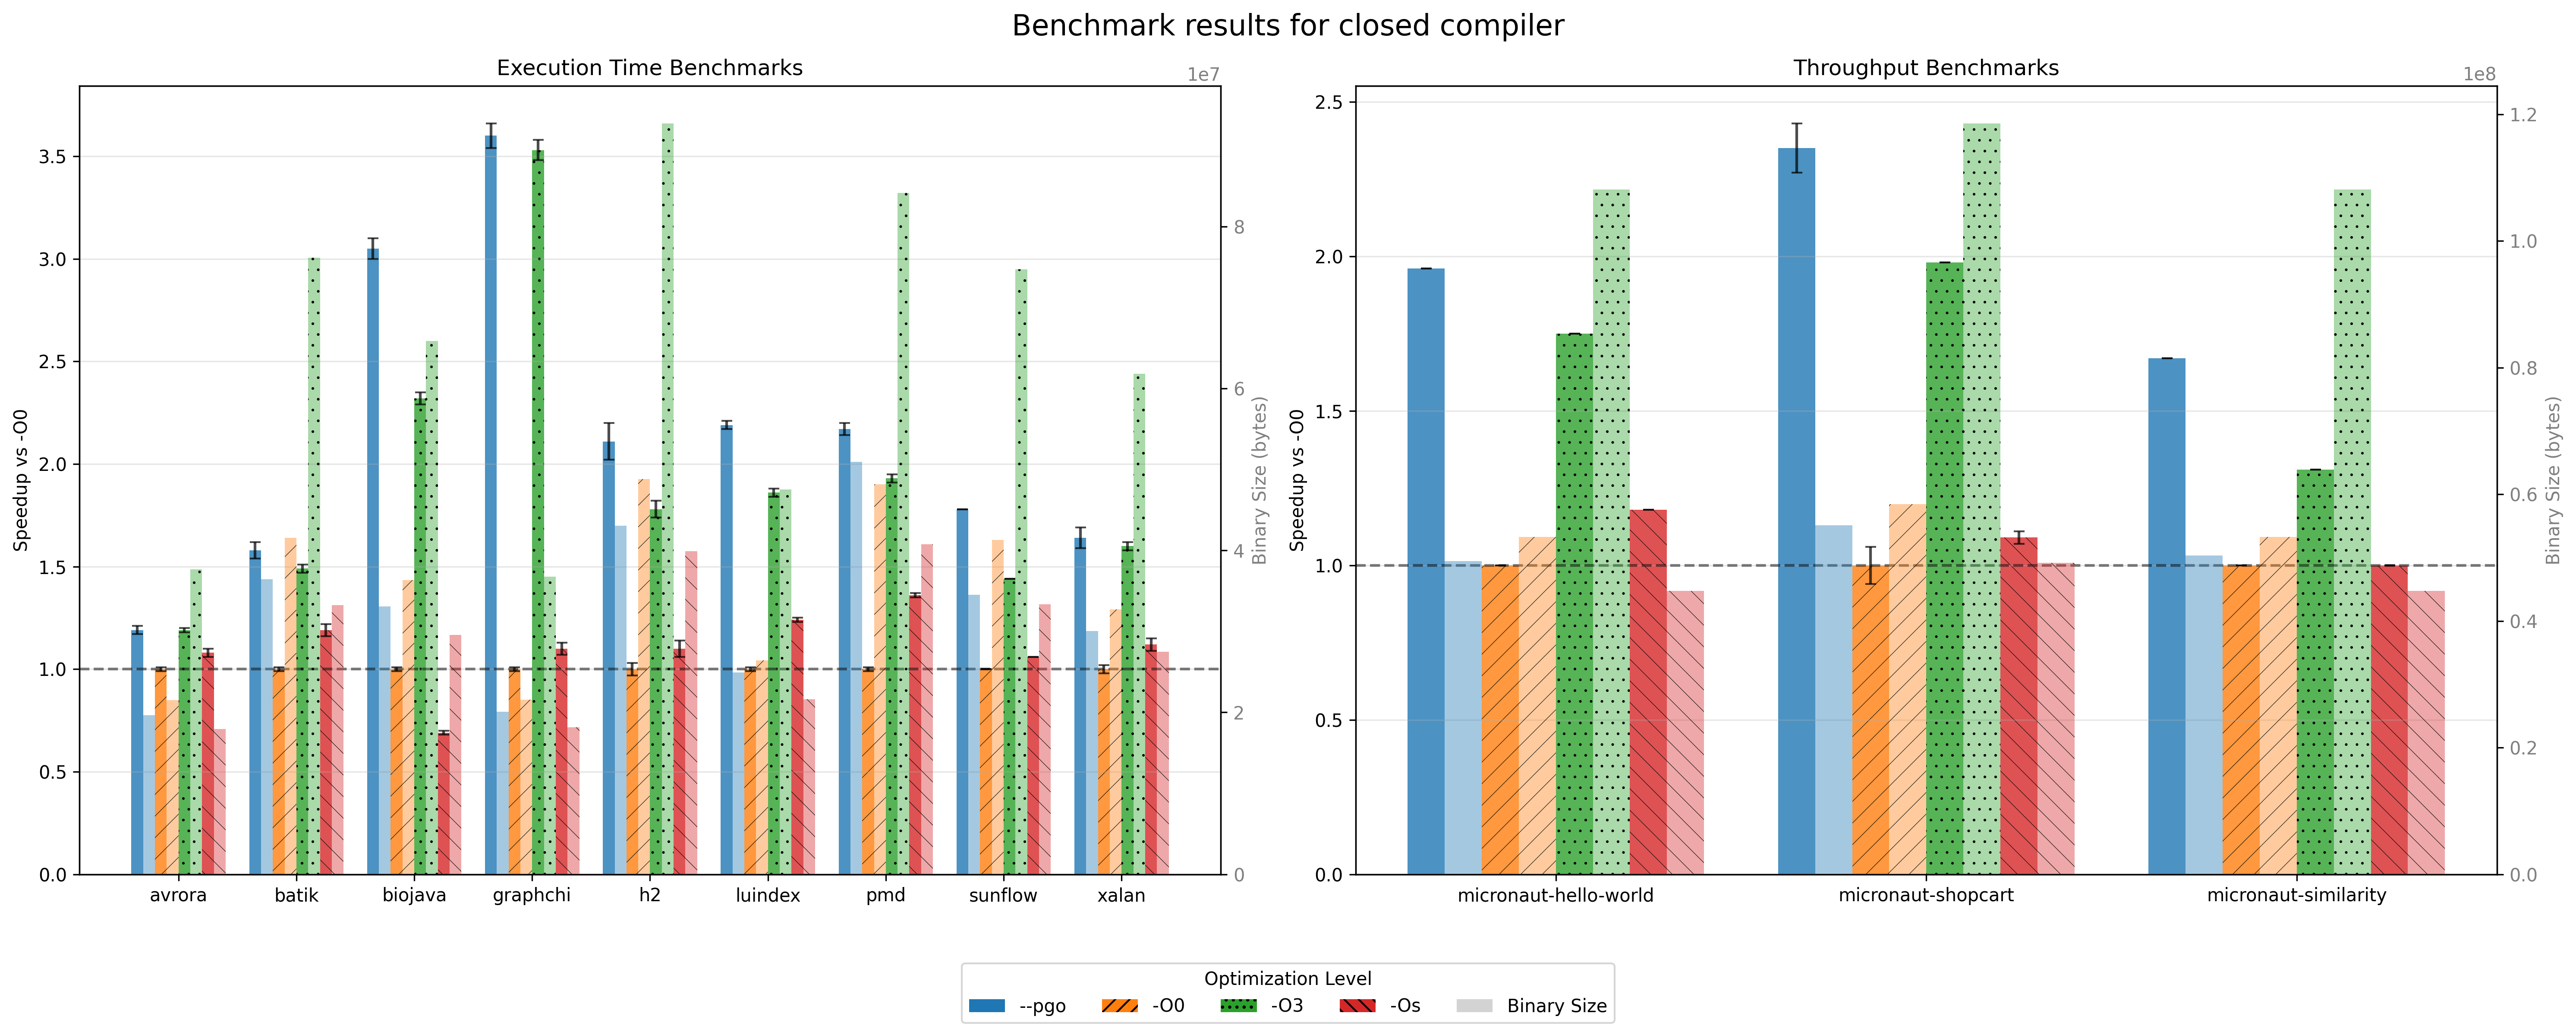 Benchmark results for closed compiler
Execution Time Benchmarks
1e7
Speedup vs -O0
3.5
3.0
2.5
2.0
1.5
1.0
0.5
0.0
8
6
4
2
0
Binary Size (bytes)
avrora batik biojava graphchi h2 luindex pmd sunflow xalan
Throughput Benchmarks
1e8
Speedup vs -O0
2.5
2.0
1.5
1.0
0.5
0.0
1.2
1.0
0.8
0.6
0.4
0.2
0.0
Binary Size (bytes)
micronaut-hello-world micronaut-shopcart micronaut-similarity
Optimization Level
--pgo -O0 -O3 -Os Binary Size